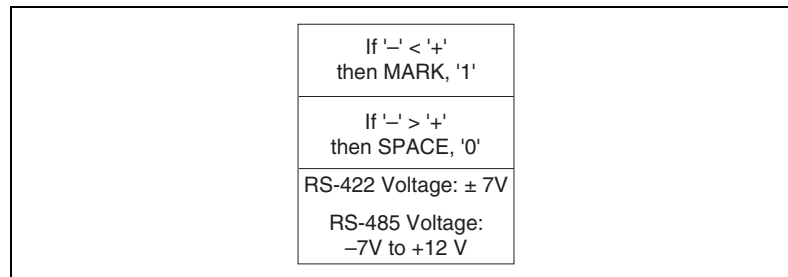 If '–' < '+'
then MARK, '1'
If '–' > '+'
then SPACE, '0'
RS-422 Voltage: ± 7V
RS-485 Voltage:
–7V to +12 V